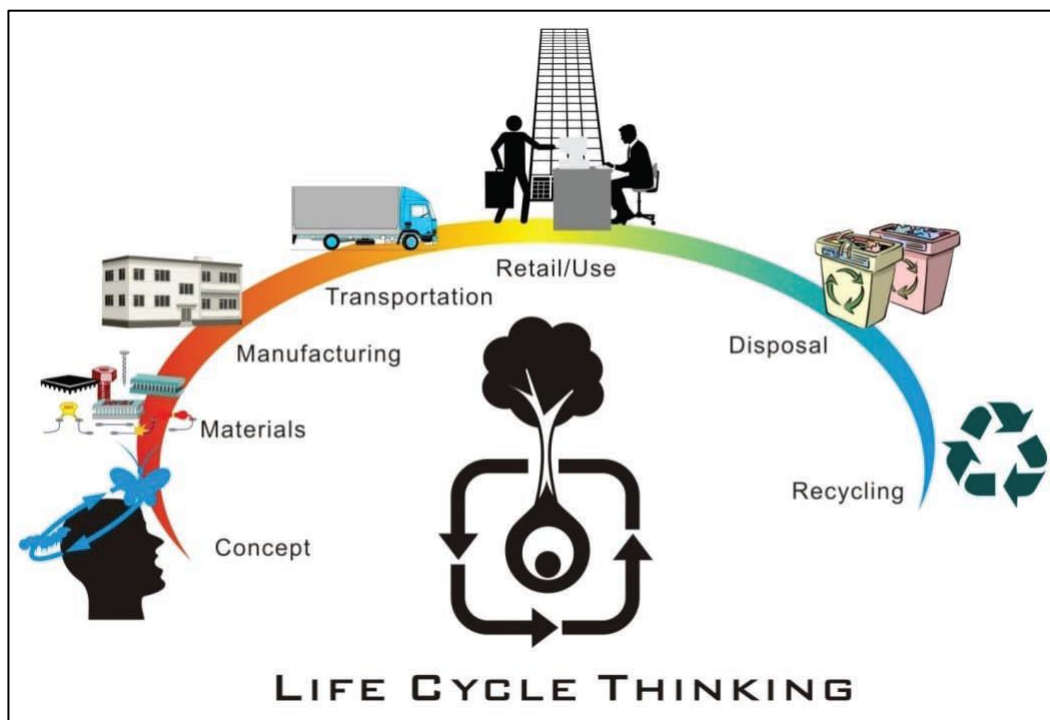 Retail/Use
Transportation
Manufacturing
Disposal
Materials
Recycling
Concept
LIFE CYCLE THINKING